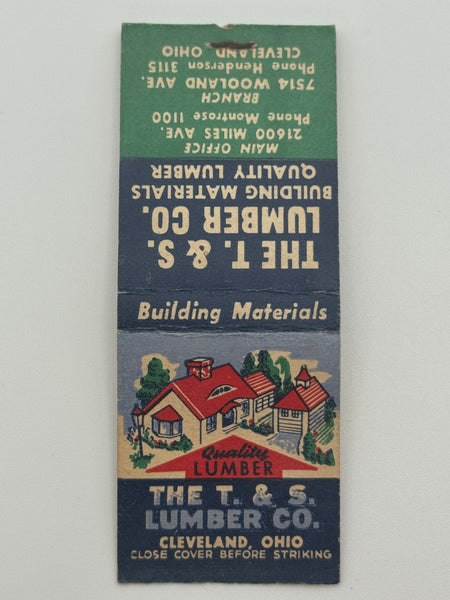 THE T. & S.
LUMBER CO.
BUILDING MATERIALS
QUALITY LUMBER
MAIN OFFICE
21600 MILES AVE.
Phone Montrose 1100
BRANCH
7514 WOOLAND AVE.
Phone Henderson 3115
CLEVELAND, OHIO
Building Materials
Quality
LUMBER
THE T. & S.
LUMBER CO.
CLEVELAND, OHIO
CLOSE COVER BEFORE STRIKING